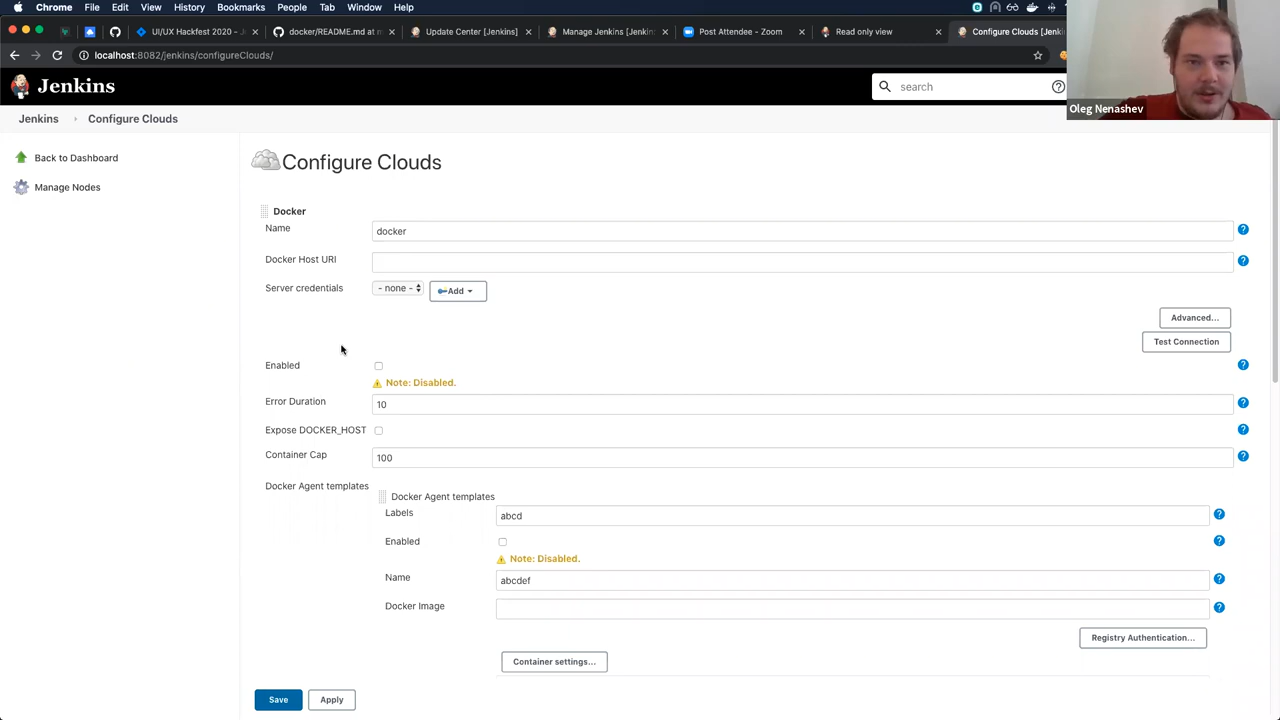 Chrome File Edit View History Bookmarks People Tab Window Help
UI/UX Hackfest 2020 - J
docker/README.md at m
Update Center [Jenkins]
Manage Jenkins [Jenkins]
Post Attendee - Zoom
Read only view
Configure Clouds [Jenkins]
localhost:8082/jenkins/configureClouds/
Jenkins
search
Oleg Nenashev
Jenkins Configure Clouds
Back to Dashboard
Manage Nodes
Configure Clouds
Docker
Name docker
Docker Host URI
Server credentials - none - Add
Advanced...
Test Connection
Enabled
Note: Disabled.
Error Duration 10
Expose DOCKER_HOST
Container Cap 100
Docker Agent templates
Docker Agent templates
Labels abcd
Enabled
Note: Disabled.
Name abcdef
Docker Image
Registry Authentication...
Container settings...
Save Apply